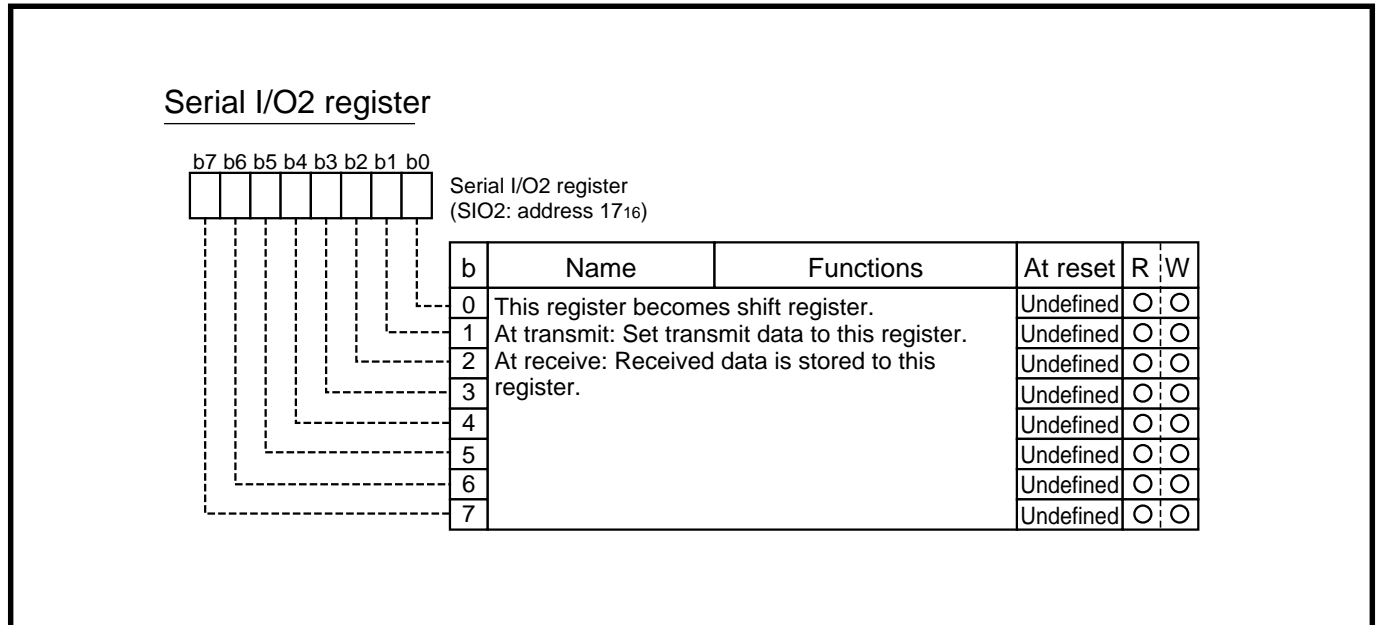 Serial I/O2 register
b7 b6 b5 b4 b3 b2 b1 b0
Serial I/O2 register
(SIO2: address 1716)
b Name Functions At reset R W
0 This register becomes shift register. Undefined ○ ○
1 At transmit: Set transmit data to this register. Undefined ○ ○
2 At receive: Received data is stored to this Undefined ○ ○
3 register. Undefined ○ ○
4 Undefined ○ ○
5 Undefined ○ ○
6 Undefined ○ ○
7 Undefined ○ ○